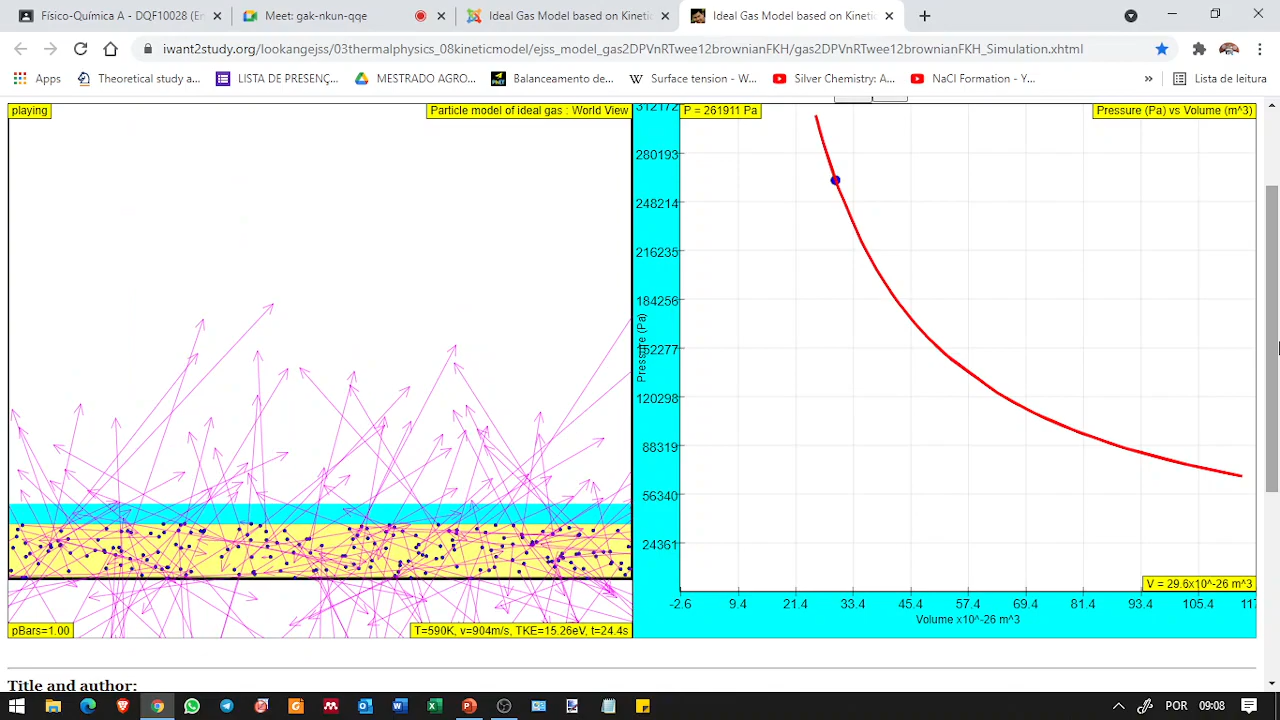 Físico-Química A - DQF10028 (Er
Meet: gak-nkun-qqe
Ideal Gas Model based on Kinetic
Ideal Gas Model based on Kineti
iwant2study.org/lookangejss/03thermalphysics_08kineticmodel/ejss_model_gas2DPVnRTwee12brownianFKH/gas2DPVnRTwee12brownianFKH_Simulation.xhtml
Apps
Theoretical study a...
LISTA DE PRESENÇ...
MESTRADO AGRO...
Balanceamento de...
Surface tension - W...
Silver Chemistry: A...
NaCl Formation - Y...
»
Lista de leitura
playing
Particle model of ideal gas : World View
P = 261911 Pa
Pressure (Pa) vs Volume (m^3)
312172
280193
248214
216235
184256
152277
120298
88319
56340
24361
Pressure (Pa)
V = 29.6x10^-26 m^3
-2.6 9.4 21.4 33.4 45.4 57.4 69.4 81.4 93.4 105.4 117
Volume x10^-26 m^3
pBars=1.00
T=590K, v=904m/s, TKE=15.26eV, t=24.4s
Title and author:
POR
09:08